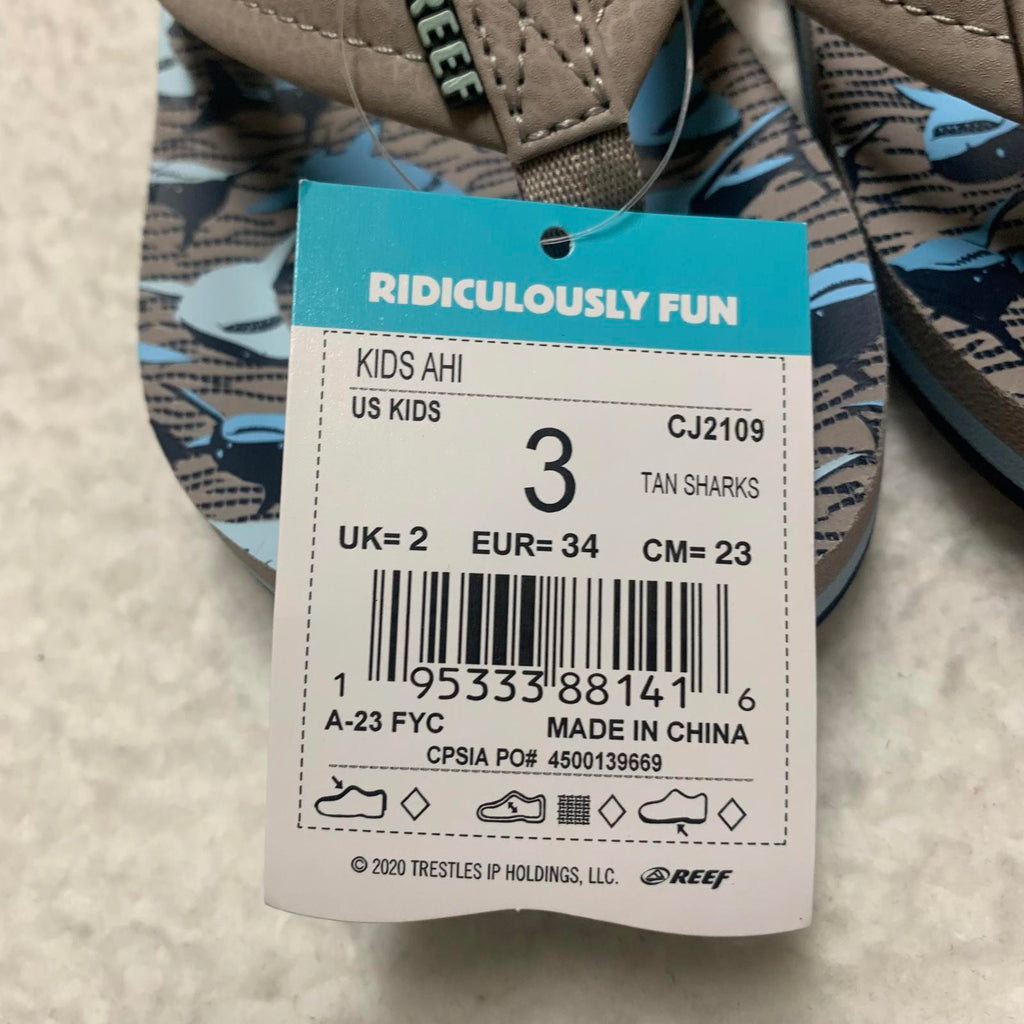 REEF
RIDICULOUSLY FUN
KIDS AHI
US KIDS
CJ2109
3
TAN SHARKS
UK= 2 EUR= 34 CM= 23
1 95333 88141 6
A-23 FYC MADE IN CHINA
CPSIA PO# 4500139669
© 2020 TRESTLES IP HOLDINGS, LLC. REEF